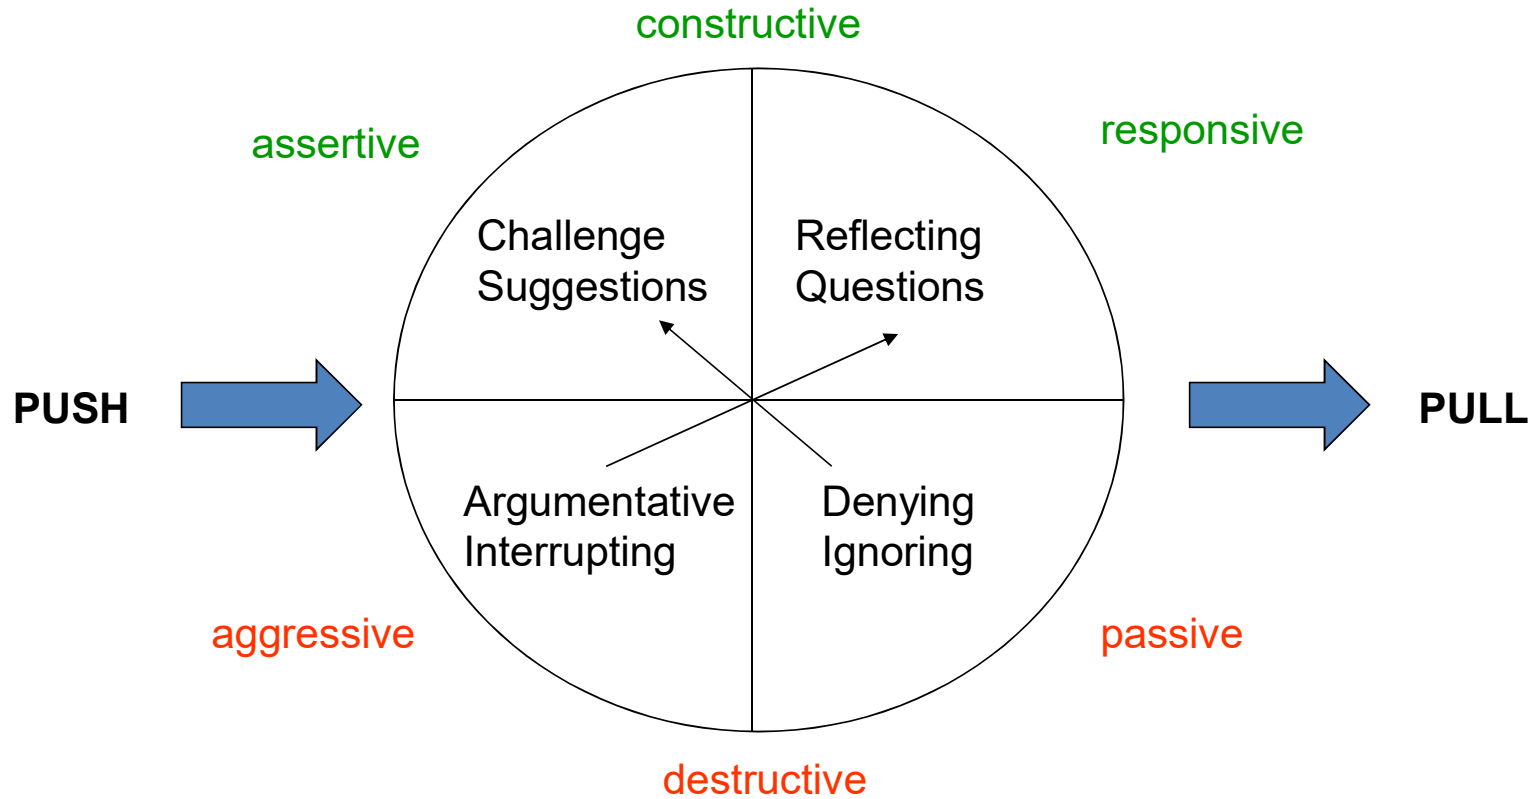 constructive
assertive
responsive
Challenge
Suggestions
Reflecting
Questions
PUSH
PULL
Argumentative
Interrupting
Denying
Ignoring
aggressive
passive
destructive